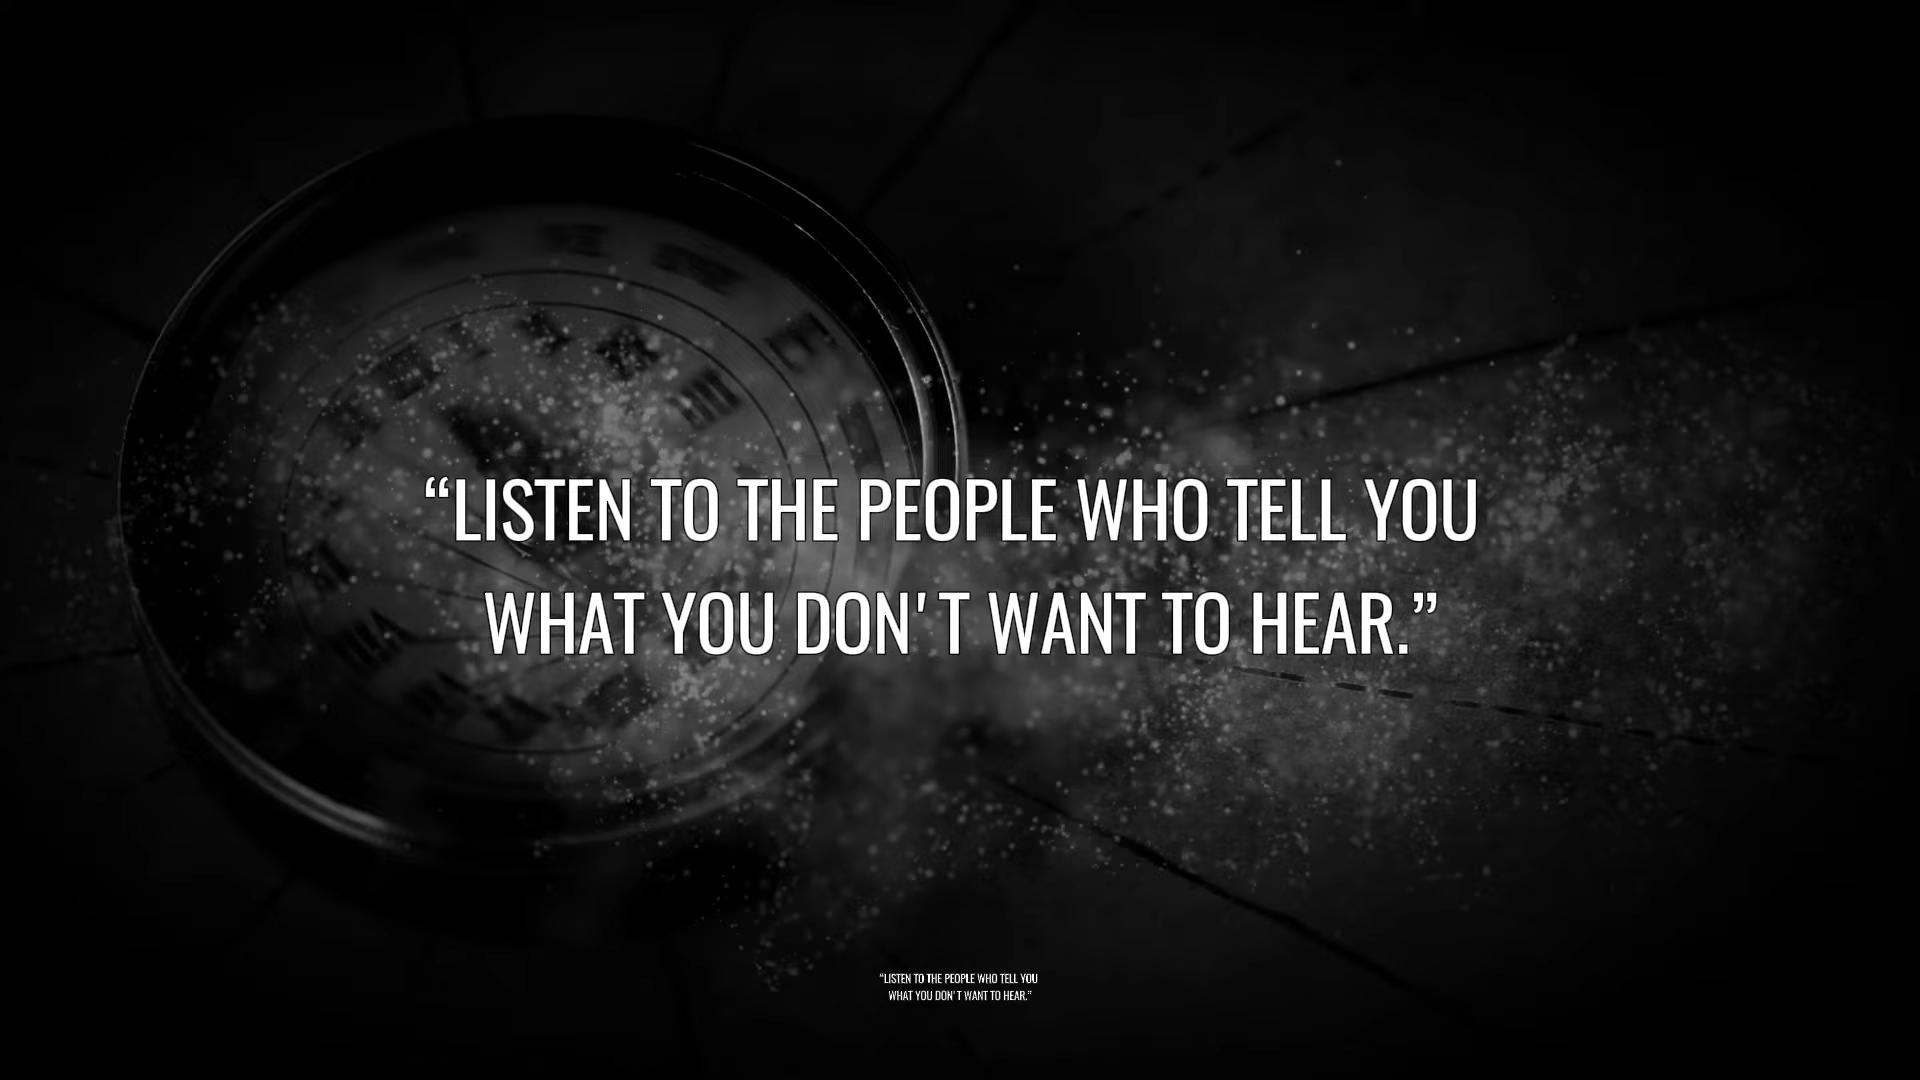 “LISTEN TO THE PEOPLE WHO TELL YOU
WHAT YOU DON'T WANT TO HEAR.”
“LISTEN TO THE PEOPLE WHO TELL YOU
WHAT YOU DON'T WANT TO HEAR.”